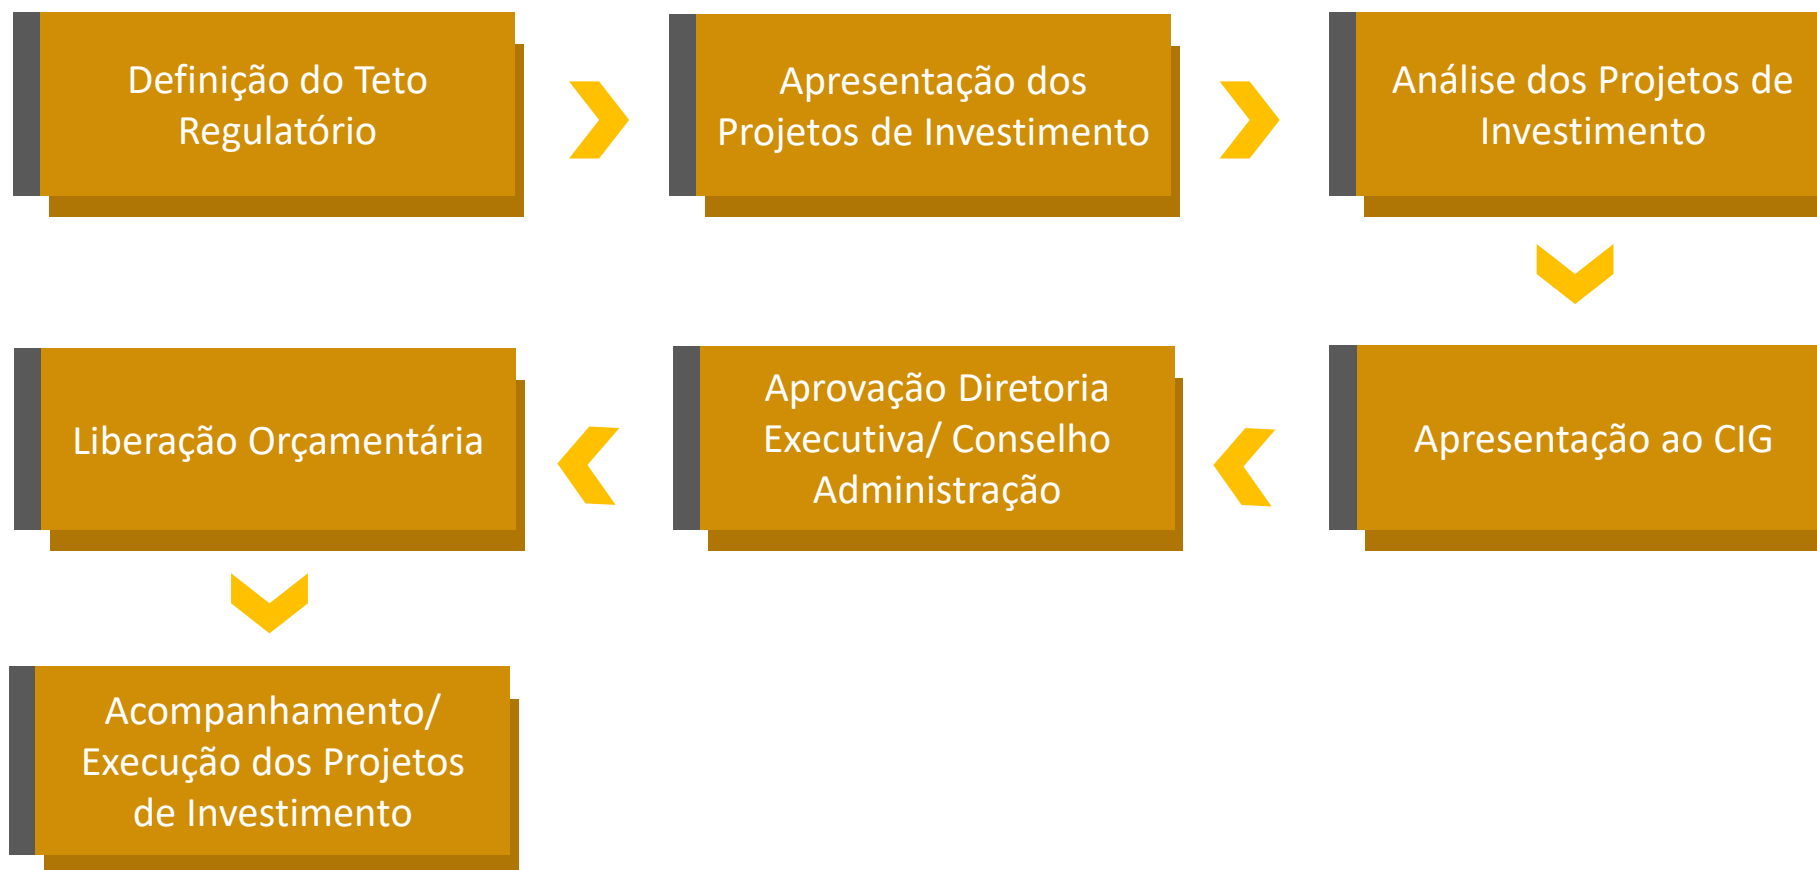 Definição do Teto
Regulatório
Apresentação dos
Projetos de Investimento
Análise dos Projetos de
Investimento
Apresentação ao CIG
Aprovação Diretoria
Executiva/ Conselho
Administração
Liberação Orçamentária
Acompanhamento/
Execução dos Projetos
de Investimento